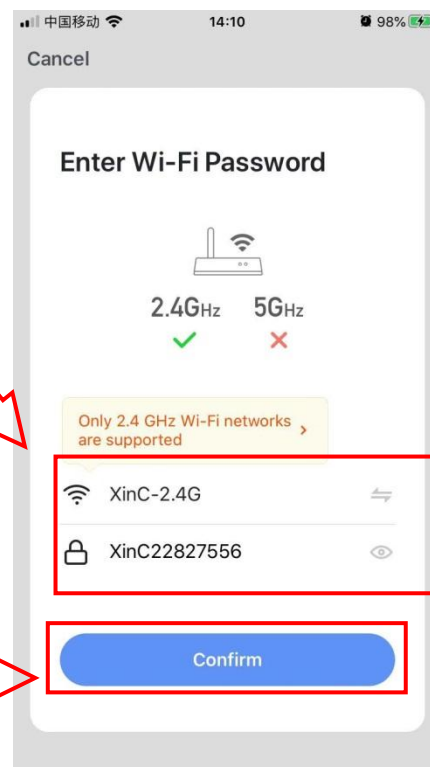 中国移动 14:10 98%
Cancel
Enter Wi-Fi Password
2.4GHz 5GHz
Only 2.4 GHz Wi-Fi networks
are supported
XinC-2.4G
XinC22827556
Confirm